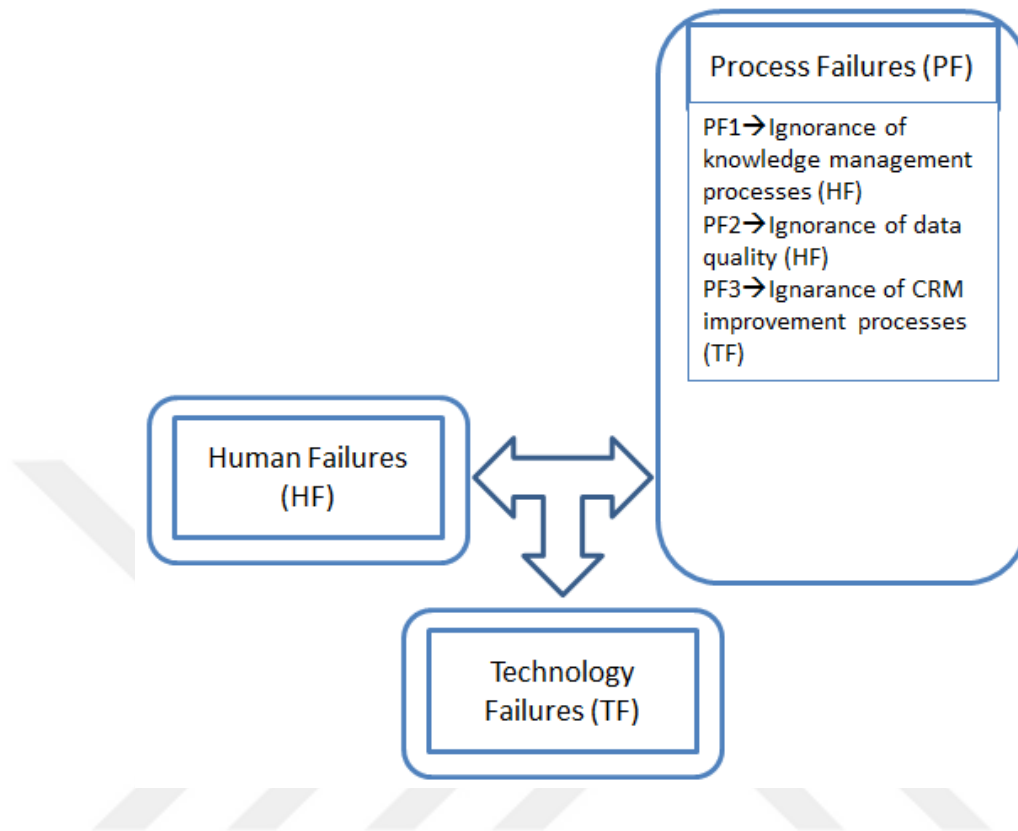 Process Failures (PF)
PF1→Ignorance of
knowledge management
processes (HF)
PF2→Ignorance of data
quality (HF)
PF3→Ignarance of CRM
improvement processes
(TF)
Human Failures
(HF)
Technology
Failures (TF)